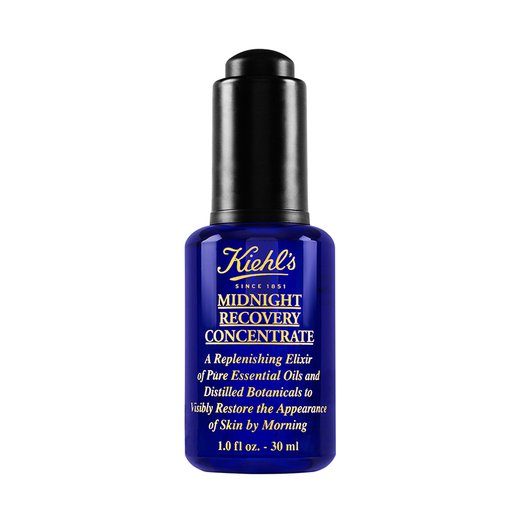 Kiehl's
SINCE 1851
MIDNIGHT
RECOVERY
CONCENTRATE
A Replenishing Elixir
of Pure Essential Oils and
Distilled Botanicals to
Visibly Restore the Appearance
of Skin by Morning
1.0 fl oz. - 30 ml